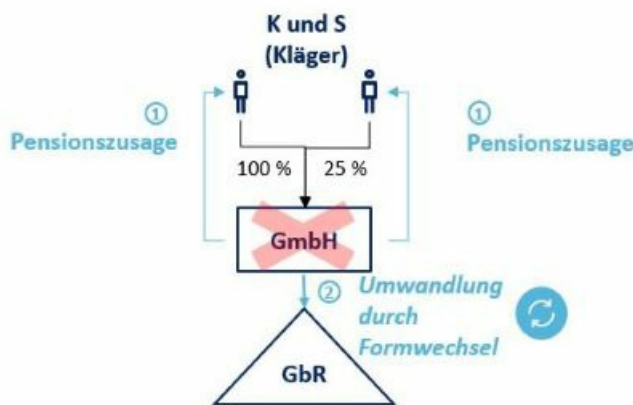 K und S
(Kläger)
①
Pensionszusage
①
Pensionszusage
100 %
25 %
GmbH
② Umwandlung
durch
Formwechsel
GbR